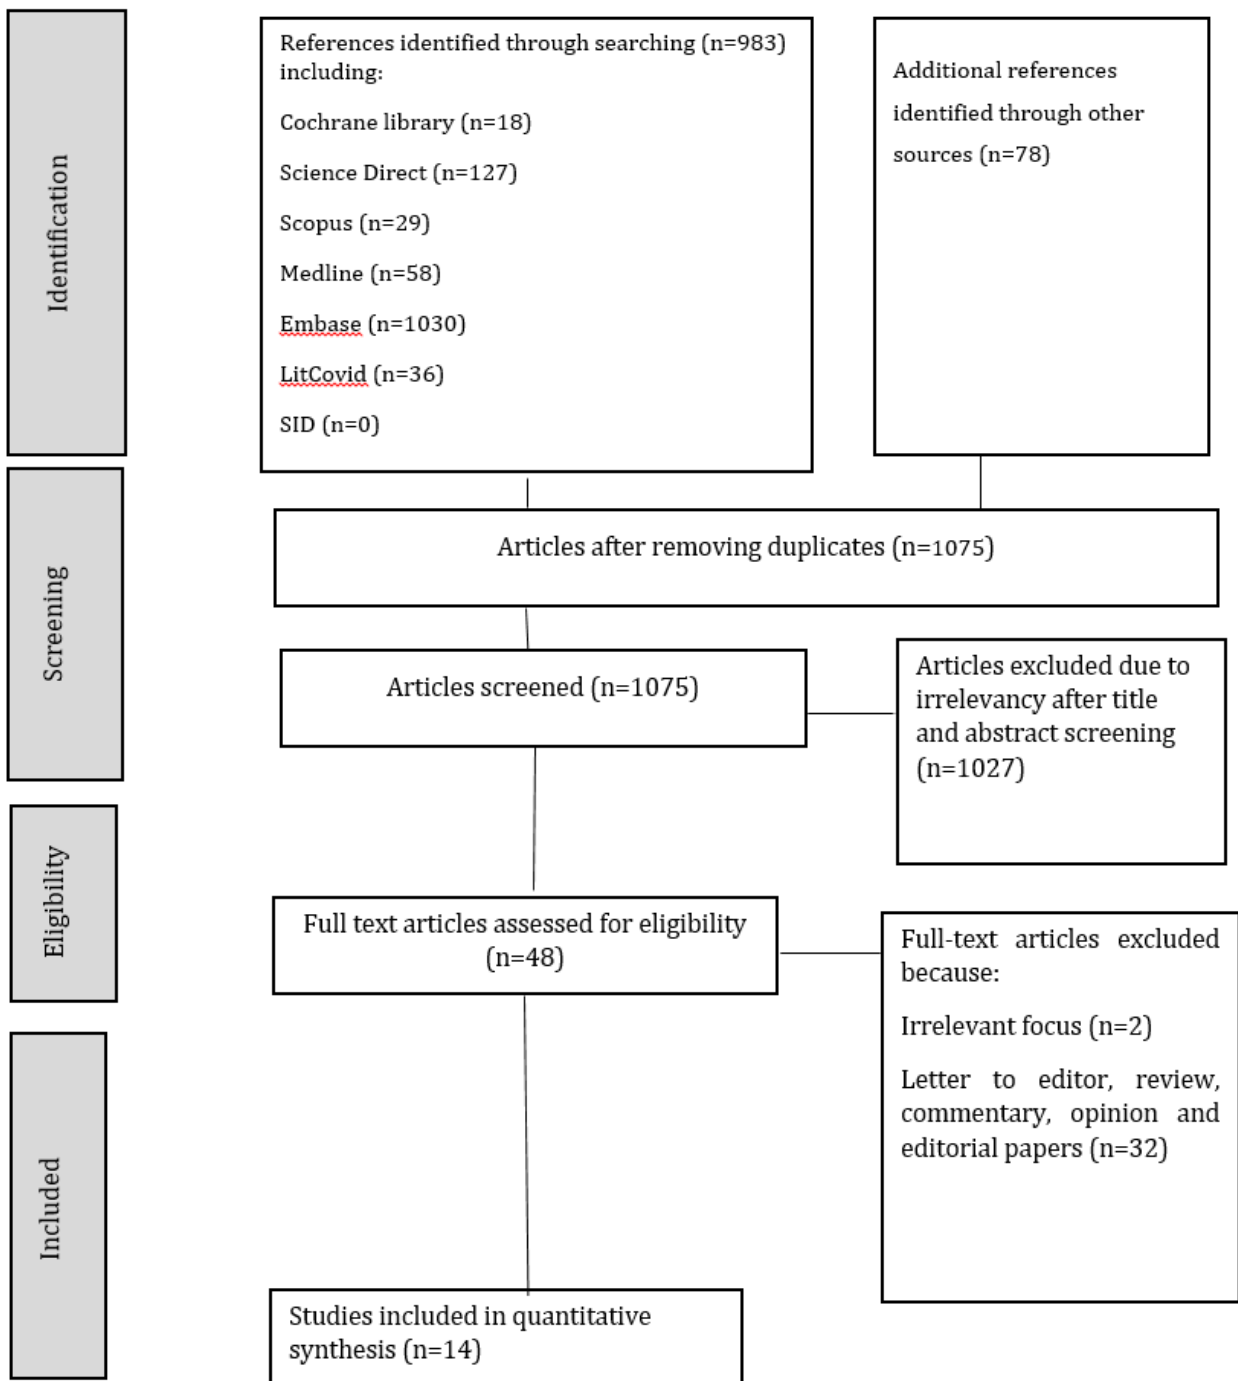 Identification
References identified through searching (n=983)
including:
Cochrane library (n=18)
Science Direct (n=127)
Scopus (n=29)
Medline (n=58)
Embase (n=1030)
LitCovid (n=36)
SID (n=0)
Additional references
identified through other
sources (n=78)
Screening
Articles after removing duplicates (n=1075)
Articles screened (n=1075)
Articles excluded due to
irrelevancy after title
and abstract screening
(n=1027)
Eligibility
Full text articles assessed for eligibility
(n=48)
Full-text articles excluded
because:
Irrelevant focus (n=2)
Letter to editor, review,
commentary, opinion and
editorial papers (n=32)
Included
Studies included in quantitative
synthesis (n=14)